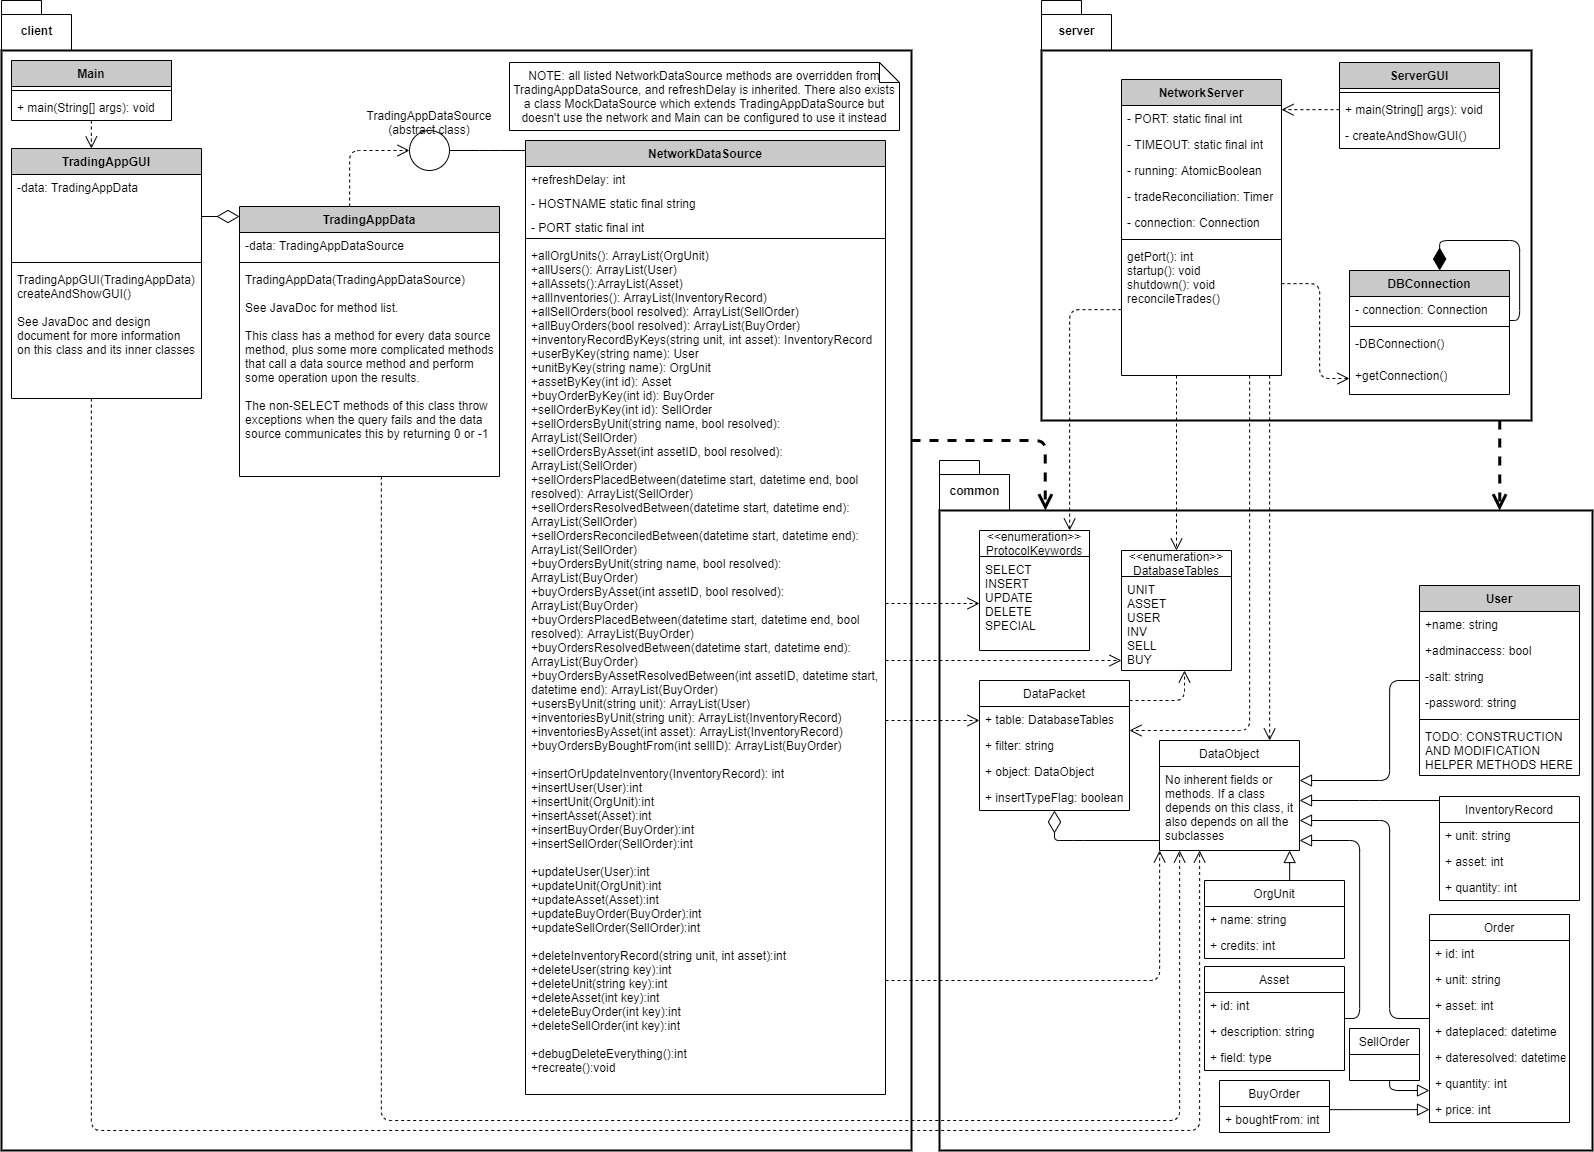 client
Main
+ main(String[] args): void
TradingAppGUI
-data: TradingAppData
TradingAppGUI(TradingAppData)
createAndShowGUI()
See JavaDoc and design
document for more information
on this class and its inner classes
TradingAppData
-data: TradingAppDataSource
TradingAppData(TradingAppDataSource)
See JavaDoc for method list.
This class has a method for every data source
method, plus some more complicated methods
that call a data source method and perform
some operation upon the results.
The non-SELECT methods of this class throw
exceptions when the query fails and the data
source communicates this by returning 0 or -1
TradingAppDataSource
(abstract class)
NOTE: all listed NetworkDataSource methods are overridden from
TradingAppDataSource, and refreshDelay is inherited. There also exists
a class MockDataSource which extends TradingAppDataSource but
doesn't use the network and Main can be configured to use it instead
NetworkDataSource
+refreshDelay: int
- HOSTNAME static final string
- PORT static final int
+allOrgUnits(): ArrayList(OrgUnit)
+allUsers(): ArrayList(User)
+allAssets():ArrayList(Asset)
+allInventories(): ArrayList(InventoryRecord)
+allSellOrders(bool resolved): ArrayList(SellOrder)
+allBuyOrders(bool resolved): ArrayList(BuyOrder)
+inventoryRecordByKeys(string unit, int asset): InventoryRecord
+userByKey(string name): User
+unitByKey(string name): OrgUnit
+assetByKey(int id): Asset
+buyOrderByKey(int id): BuyOrder
+sellOrderByKey(int id): SellOrder
+sellOrdersByUnit(string name, bool resolved):
ArrayList(SellOrder)
+sellOrdersByAsset(int assetID, bool resolved):
ArrayList(SellOrder)
+sellOrdersPlacedBetween(datetime start, datetime end, bool
resolved): ArrayList(SellOrder)
+sellOrdersResolvedBetween(datetime start, datetime end):
ArrayList(SellOrder)
+sellOrdersReconciledBetween(datetime start, datetime end):
ArrayList(SellOrder)
+buyOrdersByUnit(string name, bool resolved):
ArrayList(BuyOrder)
+buyOrdersByAsset(int assetID, bool resolved):
ArrayList(BuyOrder)
+buyOrdersPlacedBetween(datetime start, datetime end, bool
resolved): ArrayList(BuyOrder)
+buyOrdersResolvedBetween(datetime start, datetime end):
ArrayList(BuyOrder)
+buyOrdersByAssetResolvedBetween(int assetID, datetime start,
datetime end): ArrayList(BuyOrder)
+usersByUnit(string unit): ArrayList(User)
+inventoriesByUnit(string unit): ArrayList(InventoryRecord)
+inventoriesByAsset(int asset): ArrayList(InventoryRecord)
+buyOrdersByBoughtFrom(int sellID): ArrayList(BuyOrder)
+insertOrUpdateInventory(InventoryRecord): int
+insertUser(User):int
+insertUnit(OrgUnit):int
+insertAsset(Asset):int
+insertBuyOrder(BuyOrder):int
+insertSellOrder(SellOrder):int
+updateUser(User):int
+updateUnit(OrgUnit):int
+updateAsset(Asset):int
+updateBuyOrder(BuyOrder):int
+updateSellOrder(SellOrder):int
+deleteInventoryRecord(string unit, int asset):int
+deleteUser(string key):int
+deleteUnit(string key):int
+deleteAsset(int key):int
+deleteBuyOrder(int key):int
+deleteSellOrder(int key):int
+debugDeleteEverything():int
+recreate():void
server
NetworkServer
- PORT: static final int
- TIMEOUT: static final int
- running: AtomicBoolean
- tradeReconciliation: Timer
- connection: Connection
getPort(): int
startup(): void
shutdown(): void
reconcileTrades()
ServerGUI
+ main(String[] args): void
- createAndShowGUI()
DBConnection
- connection: Connection
-DBConnection()
+getConnection()
common
<<enumeration>>
ProtocolKeywords
SELECT
INSERT
UPDATE
DELETE
SPECIAL
<<enumeration>>
DatabaseTables
UNIT
ASSET
USER
INV
SELL
BUY
DataPacket
+ table: DatabaseTables
+ filter: string
+ object: DataObject
+ insertTypeFlag: boolean
DataObject
No inherent fields or
methods. If a class
depends on this class, it
also depends on all the
subclasses
User
+name: string
+adminaccess: bool
-salt: string
-password: string
TODO: CONSTRUCTION
AND MODIFICATION
HELPER METHODS HERE
InventoryRecord
+ unit: string
+ asset: int
+ quantity: int
OrgUnit
+ name: string
+ credits: int
Asset
+ id: int
+ description: string
+ field: type
Order
+ id: int
+ unit: string
+ asset: int
+ dateplaced: datetime
+ dateresolved: datetime
+ quantity: int
+ price: int
SellOrder
BuyOrder
+ boughtFrom: int